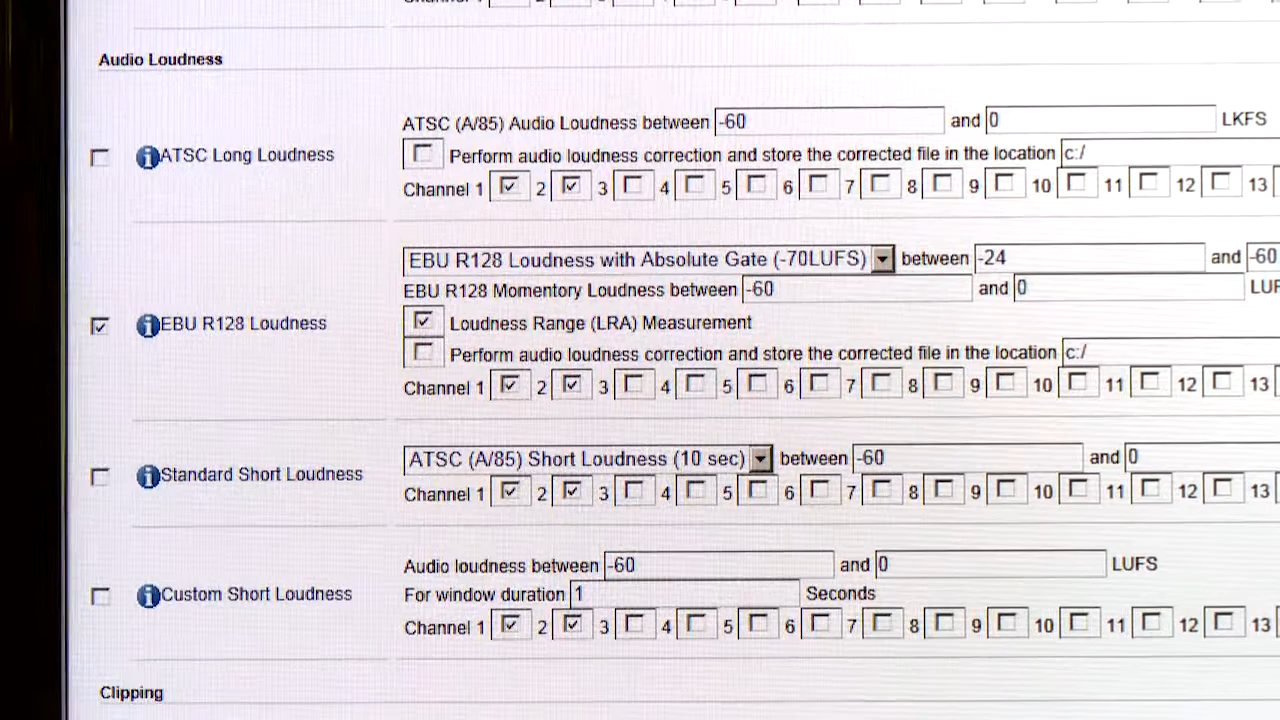 Audio Loudness
ATSC (A/85) Audio Loudness between -60 and 0 LKFS
ATSC Long Loudness
Perform audio loudness correction and store the corrected file in the location c:/
Channel 1 2 3 4 5 6 7 8 9 10 11 12 13
EBU R128 Loudness with Absolute Gate (-70LUFS) between -24 and -60
EBU R128 Momentory Loudness between -60 and 0
EBU R128 Loudness
Loudness Range (LRA) Measurement
Perform audio loudness correction and store the corrected file in the location c:/
Channel 1 2 3 4 5 6 7 8 9 10 11 12 13
ATSC (A/85) Short Loudness (10 sec) between -60 and 0
Standard Short Loudness
Channel 1 2 3 4 5 6 7 8 9 10 11 12 13
Audio loudness between -60 and 0 LUFS
Custom Short Loudness
For window duration 1 Seconds
Channel 1 2 3 4 5 6 7 8 9 10 11 12 13
Clipping